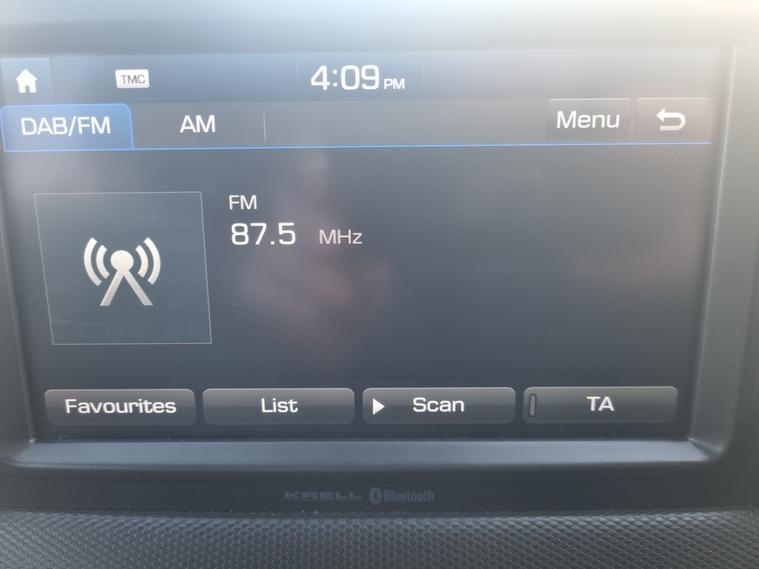 TMC
4:09 PM
DAB/FM
AM
Menu
FM
87.5 MHz
Favourites
List
Scan
TA
KRELL
Bluetooth